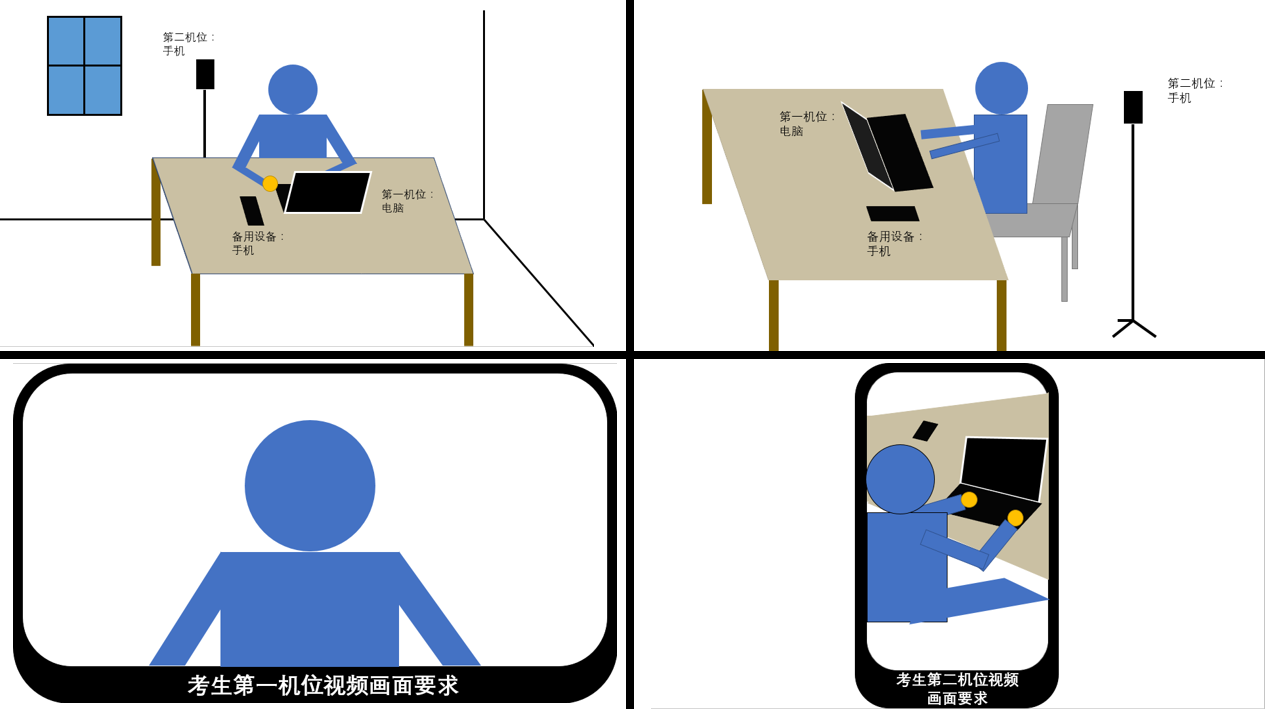 第二机位：
手机
第一机位：
电脑
备用设备：
手机
第一机位：
电脑
备用设备：
手机
第二机位：
手机
考生第一机位视频画面要求
考生第二机位视频
画面要求